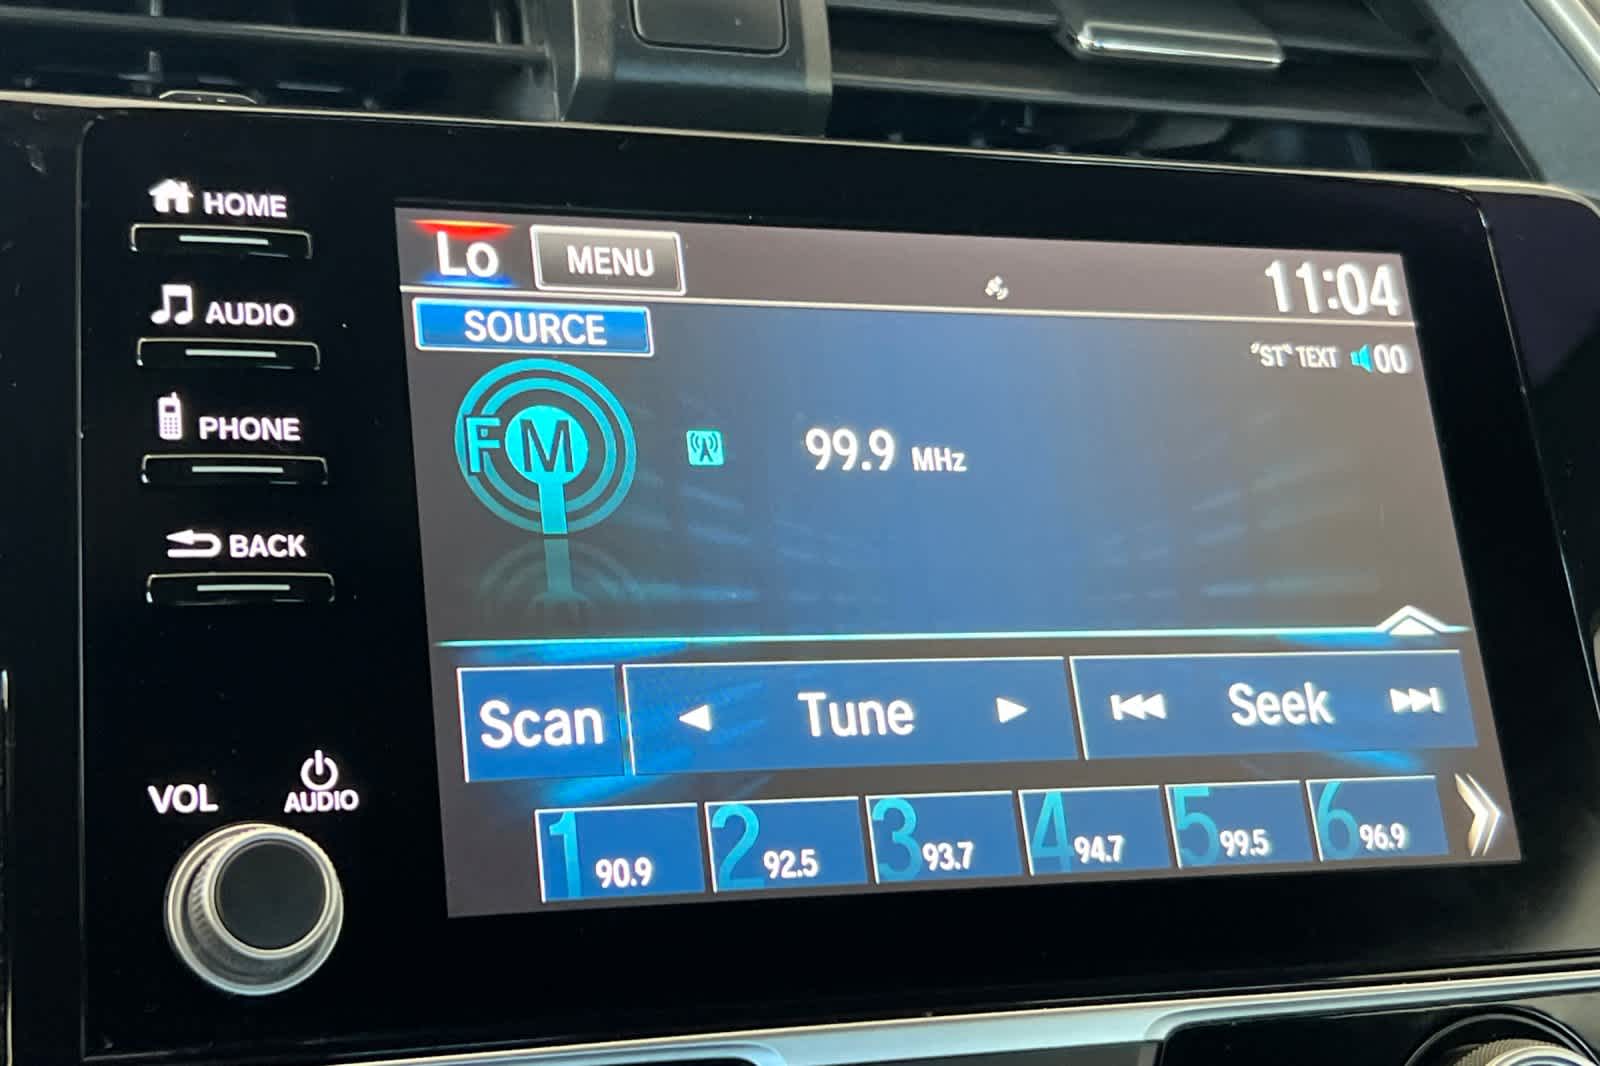 HOME
AUDIO
PHONE
BACK
VOL
AUDIO
Lo
MENU
11:04
SOURCE
"ST" TEXT 00
FM
99.9 MHz
Scan
Tune
Seek
1 90.9
2 92.5
3 93.7
4 94.7
5 99.5
6 96.9